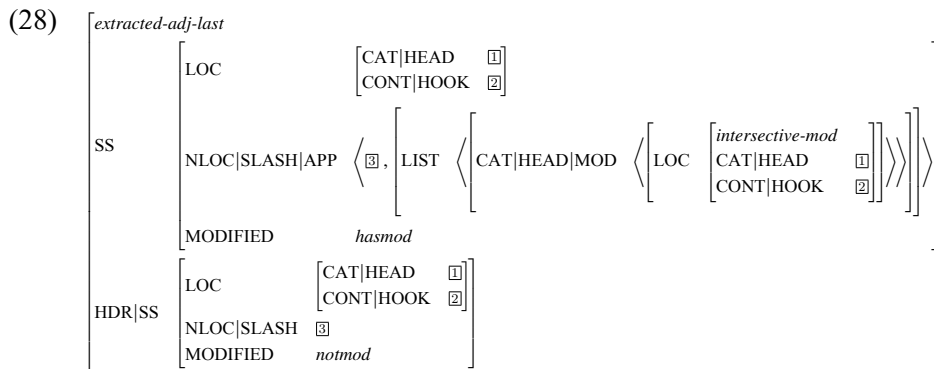 (28)
extracted-adj-last
LOC CAT|HEAD 1
CONT|HOOK 2
SS NLOC|SLASH|APP ⟨ 3 , [ LIST ⟨ [ CAT|HEAD|MOD ⟨ [ LOC [ intersective-mod
CAT|HEAD 1
CONT|HOOK 2 ] ] ⟩ ] ⟩ ] ⟩
MODIFIED hasmod
HDR|SS LOC CAT|HEAD 1
CONT|HOOK 2
NLOC|SLASH 3
MODIFIED notmod